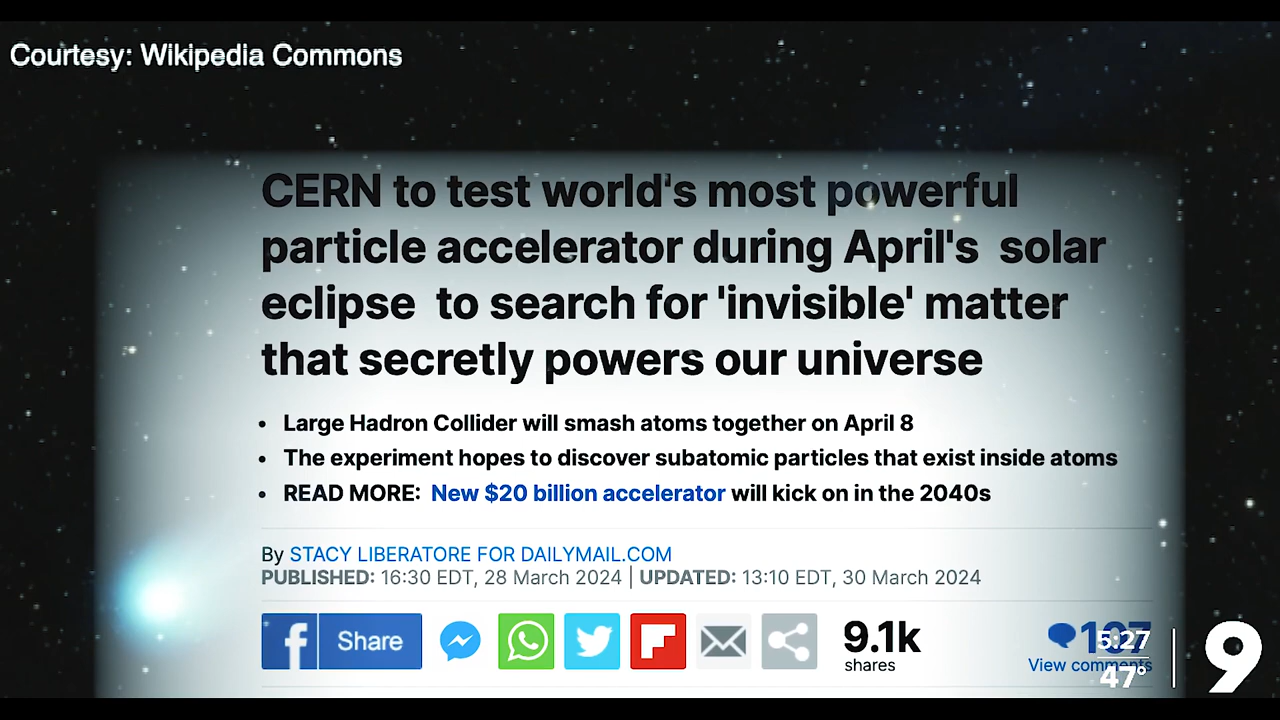 Courtesy: Wikipedia Commons
CERN to test world's most powerful
particle accelerator during April's solar
eclipse to search for 'invisible' matter
that secretly powers our universe
• Large Hadron Collider will smash atoms together on April 8
• The experiment hopes to discover subatomic particles that exist inside atoms
• READ MORE: New $20 billion accelerator will kick on in the 2040s
By STACY LIBERATORE FOR DAILYMAIL.COM
PUBLISHED: 16:30 EDT, 28 March 2024 | UPDATED: 13:10 EDT, 30 March 2024
f Share
9.1k
shares
View comments
5:27
47°
9